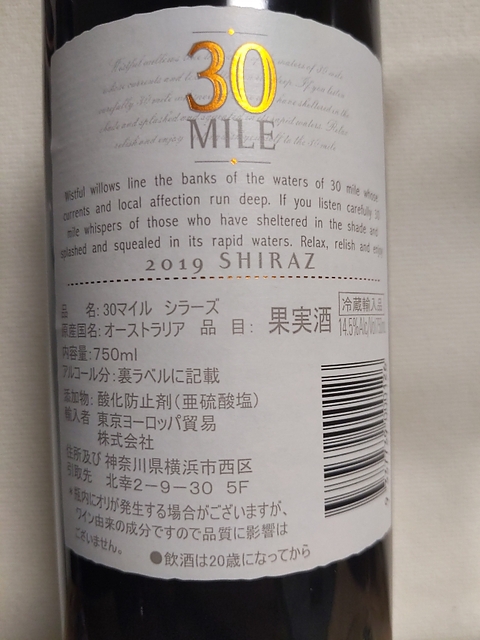 30
MILE
Wistful willows line the banks of the waters of 30 mile whose
currents and local affection run deep. If you listen carefully 30
mile whispers of those who have sheltered in the shade and
splashed and squealed in its rapid waters. Relax, relish and enjoy
2019 SHIRAZ
品 名:30マイル シラーズ
冷蔵輸入品
原産国名:オーストラリア 品 目: 果実酒 14.5%Alc/Vol
内容量:750ml
アルコール分:裏ラベルに記載
添加物:酸化防止剤(亜硫酸塩)
輸入者 東京ヨーロッパ貿易
株式会社
住所及び 神奈川県横浜市西区
引取先 北幸2-9-30 5F
*瓶内にオリが発生する場合がございますが、
ワイン由来の成分ですので品質に影響は
ございません。
●飲酒は20歳になってから